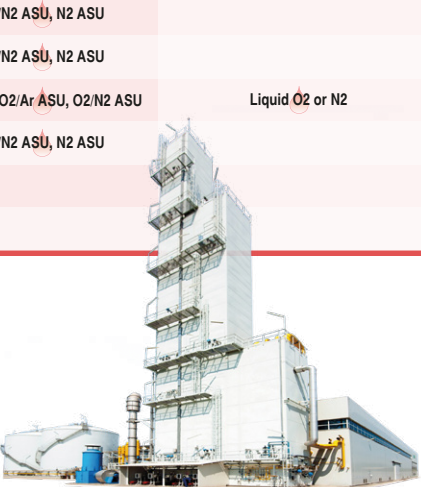 /N2 ASU, N2 ASU
/N2 ASU, N2 ASU
O2/Ar ASU, O2/N2 ASU Liquid O2 or N2
/N2 ASU, N2 ASU